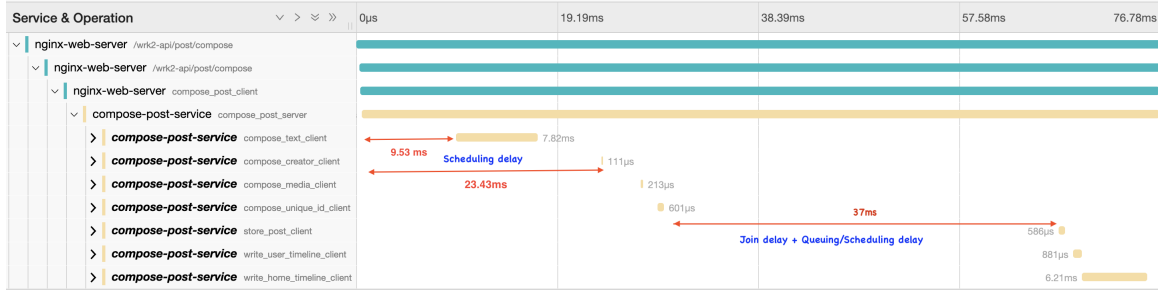 Service & Operation 0μs 19.19ms 38.39ms 57.58ms 76.78ms
nginx-web-server /wrk2-api/post/compose
nginx-web-server /wrk2-api/post/compose
nginx-web-server compose_post_client
compose-post-service compose_post_server
compose-post-service compose_text_client 7.82ms
9.53 ms
compose-post-service compose_creator_client Scheduling delay 111μs
compose-post-service compose_media_client 23.43ms 213μs
compose-post-service compose_unique_id_client 601μs 37ms
compose-post-service store_post_client 586μs
Join delay + Queuing/Scheduling delay
compose-post-service write_user_timeline_client 881μs
compose-post-service write_home_timeline_client 6.21ms